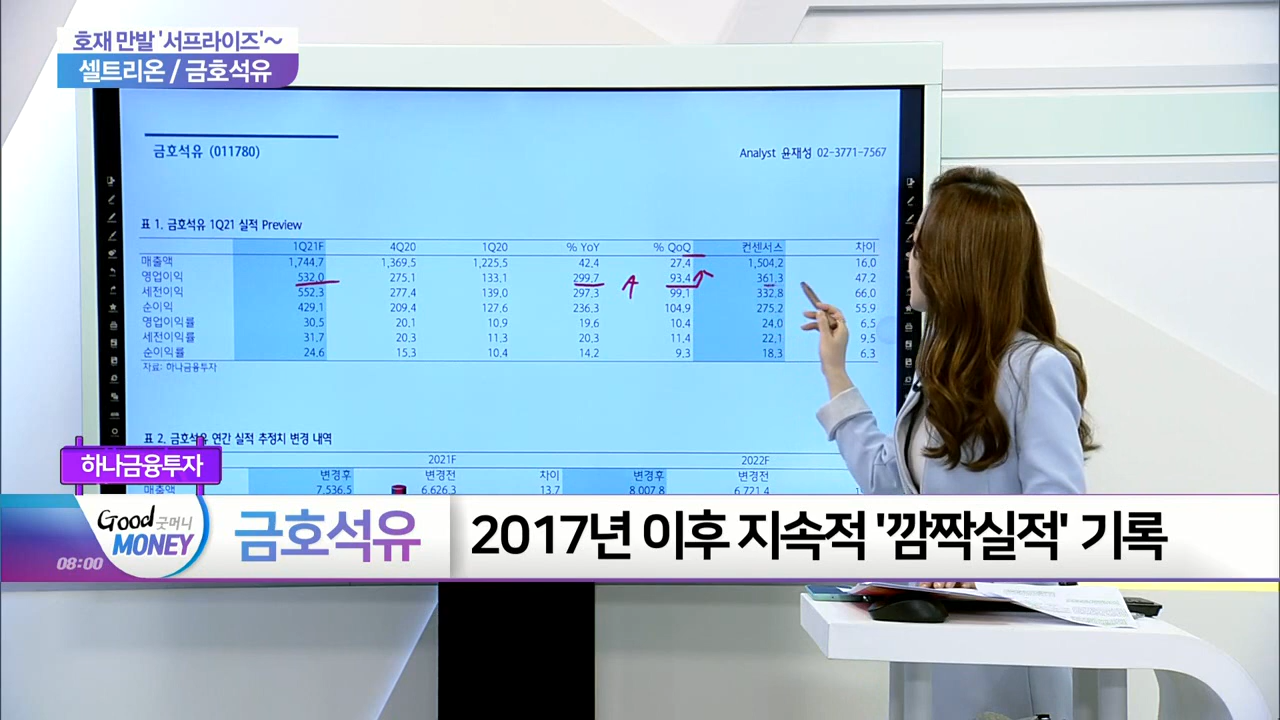 호재 만발 '서프라이즈'~
셀트리온 / 금호석유
금호석유 (011780)
Analyst 윤재성 02-3771-7567
표 1. 금호석유 1Q21 실적 Preview
1Q21F 4Q20 1Q20 % YoY % QoQ 컨센서스 차이
매출액 1,744.7 1,369.5 1,225.5 42.4 27.4 1,504.2 16.0
영업이익 532.0 275.1 133.1 299.7 93.4 361.3 47.2
세전이익 552.3 277.4 139.0 297.3 99.1 332.8 66.0
순이익 429.1 209.4 127.6 236.3 104.9 275.2 55.9
영업이익률 30.5 20.1 10.9 19.6 10.4 24.0 6.5
세전이익률 31.7 20.3 11.3 20.3 11.4 22.1 9.5
순이익률 24.6 15.3 10.4 14.2 9.3 18.3 6.3
자료: 하나금융투자
표 2. 금호석유 연간 실적 추정치 변경 내역
2021F 2022F
변경후 변경전 차이 변경후 변경전
매출액 7,536.5 6,626.3 13.7 8,007.8 6,721.4
하나금융투자
Good 굿머니
MONEY
08:00
금호석유 2017년 이후 지속적 '깜짝실적' 기록